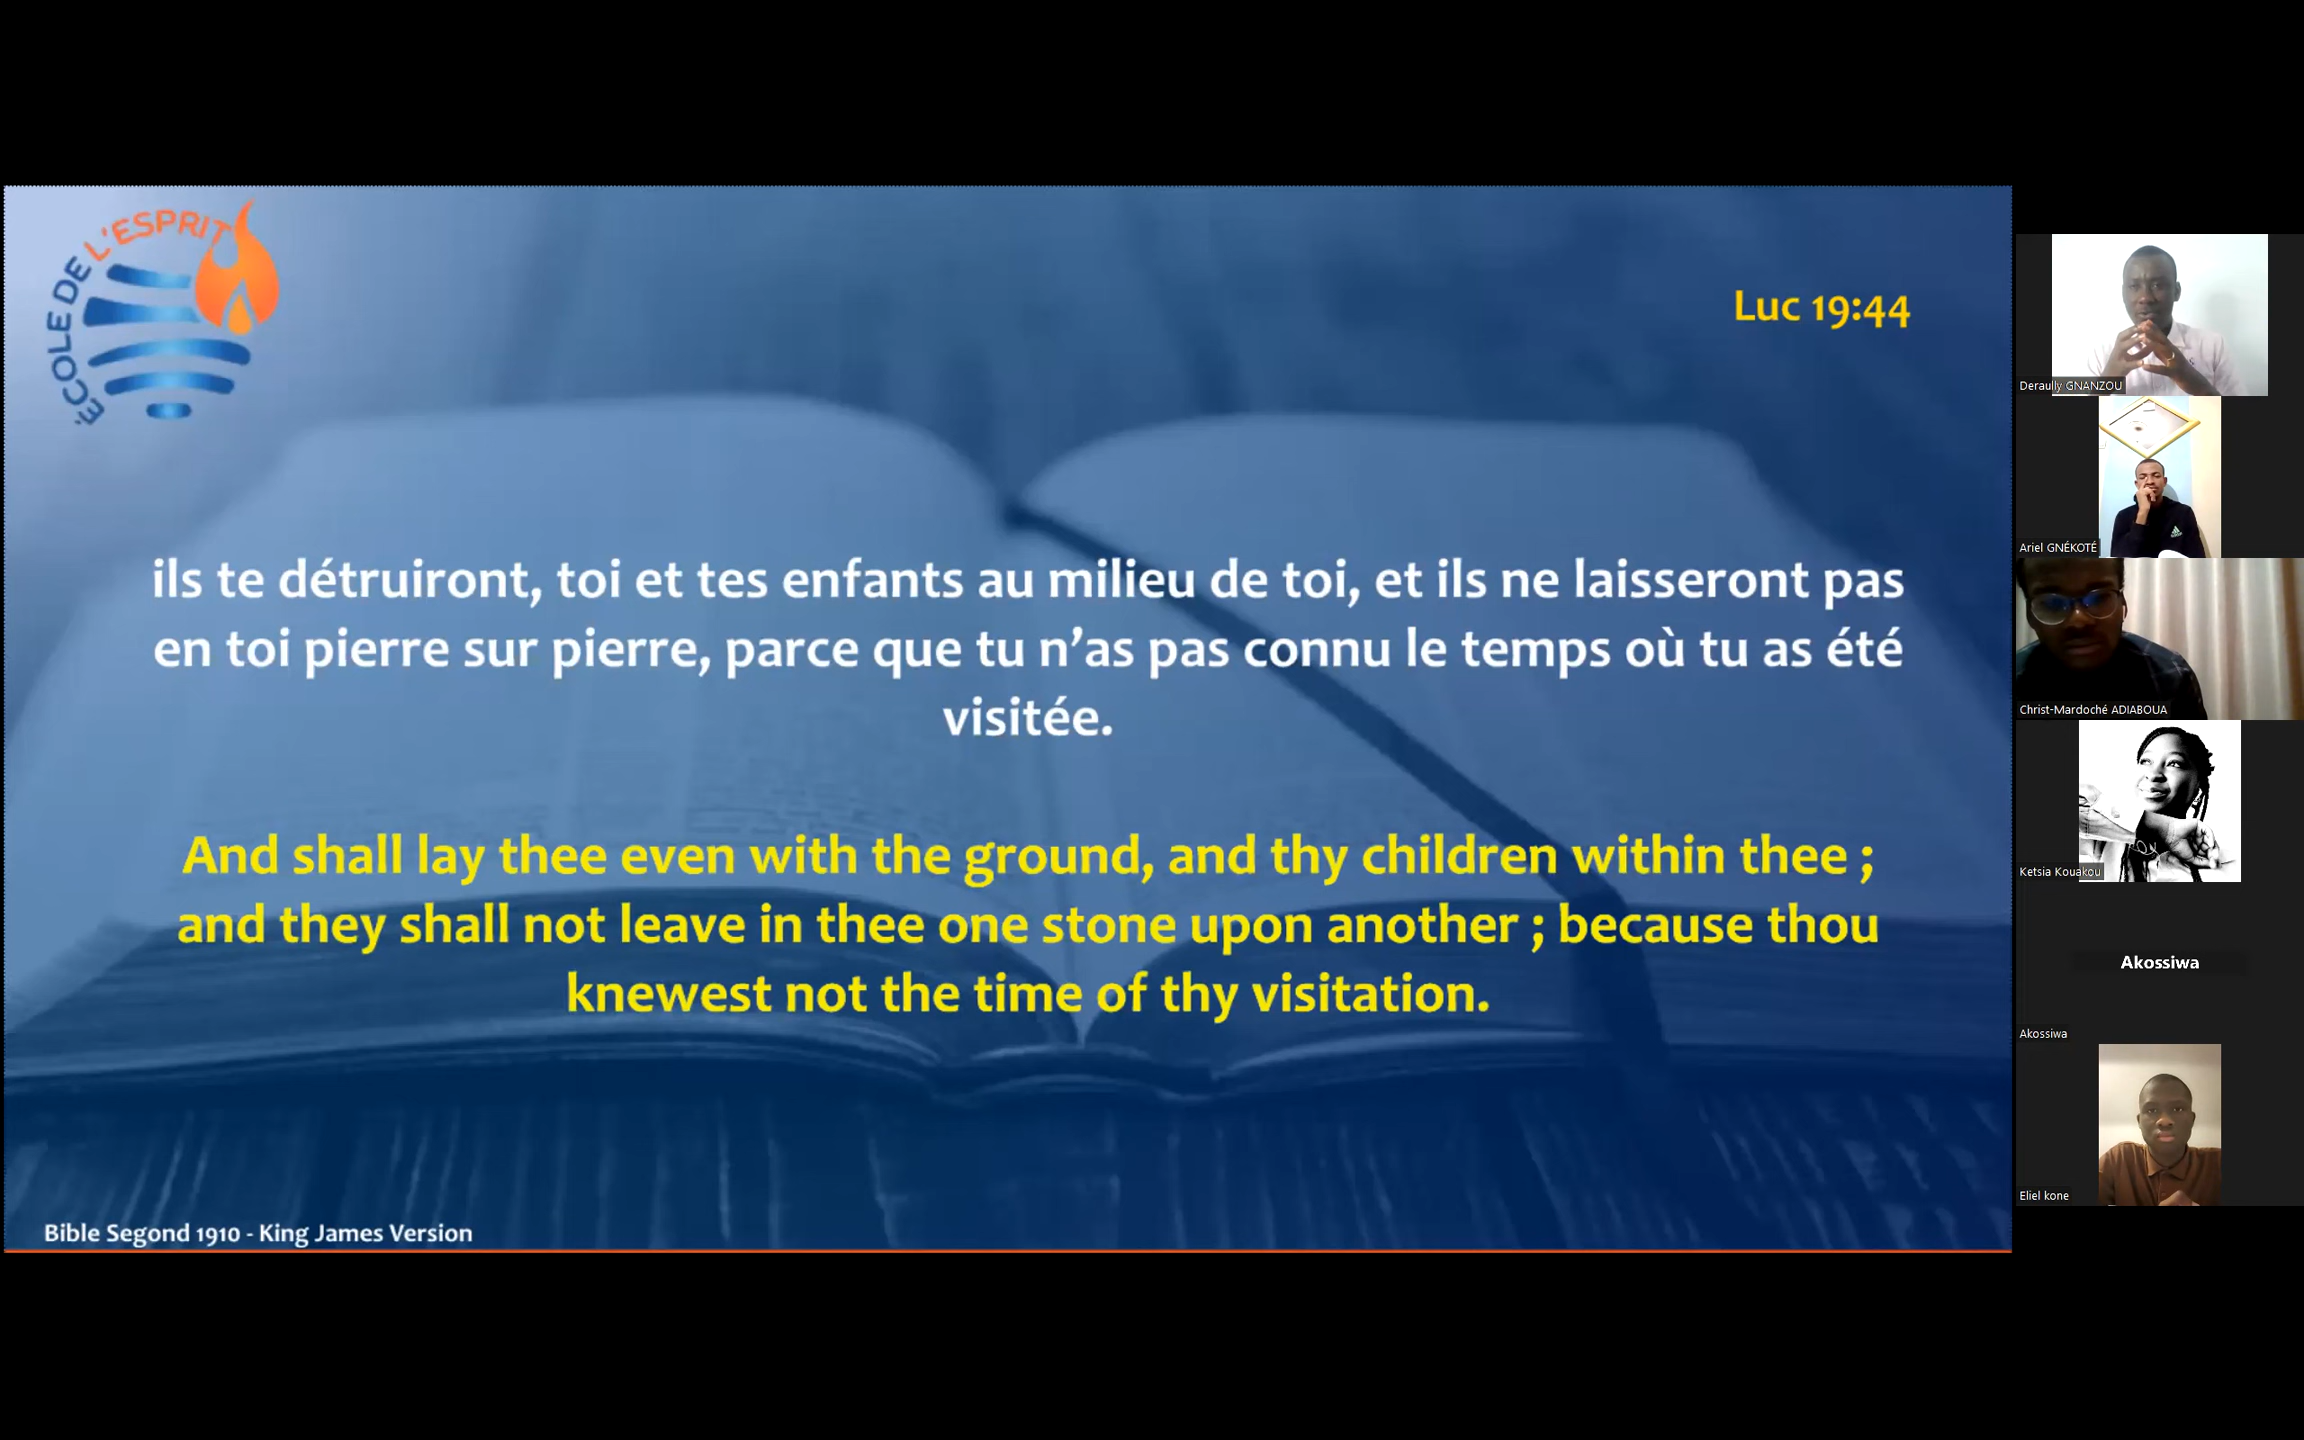 ÉCOLE DE L'ESPRIT
Luc 19:44
ils te détruiront, toi et tes enfants au milieu de toi, et ils ne laisseront pas
en toi pierre sur pierre, parce que tu n’as pas connu le temps où tu as été
visitée.
And shall lay thee even with the ground, and thy children within thee ;
and they shall not leave in thee one stone upon another ; because thou
knewest not the time of thy visitation.
Bible Segond 1910 - King James Version
Deraully GNANZOU
Ariel GNÉKOTÉ
Christ-Mardoché ADIABOUA
Ketsia Kouakou
Akossiwa
Akossiwa
Eliel kone